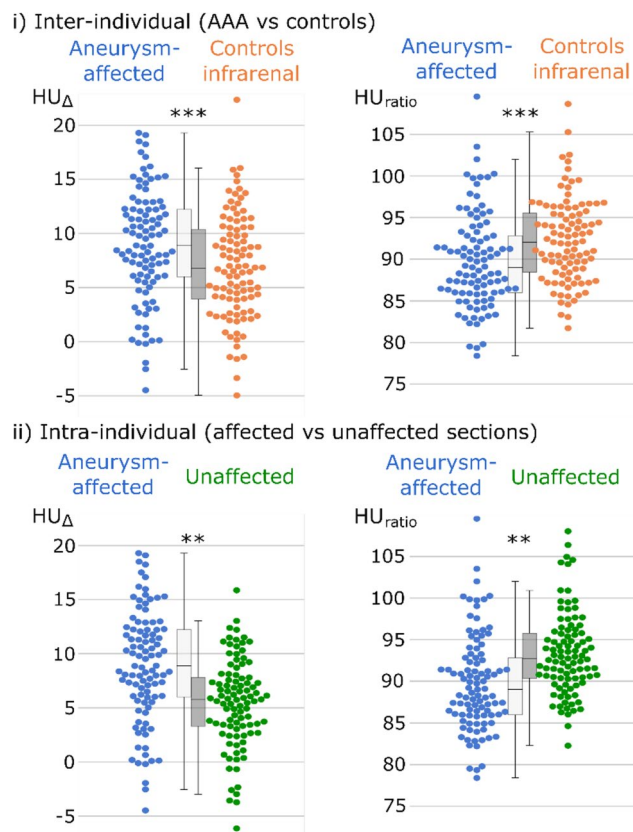 i) Inter-individual (AAA vs controls)
Aneurysm-
affected
Controls
infrarenal
HUΔ
***
20
15
10
5
0
-5
Aneurysm-
affected
Controls
infrarenal
HUratio
***
105
100
95
90
85
80
75
ii) Intra-individual (affected vs unaffected sections)
Aneurysm-
affected
Unaffected
HUΔ
**
20
15
10
5
0
-5
Aneurysm-
affected
Unaffected
HUratio
**
105
100
95
90
85
80
75